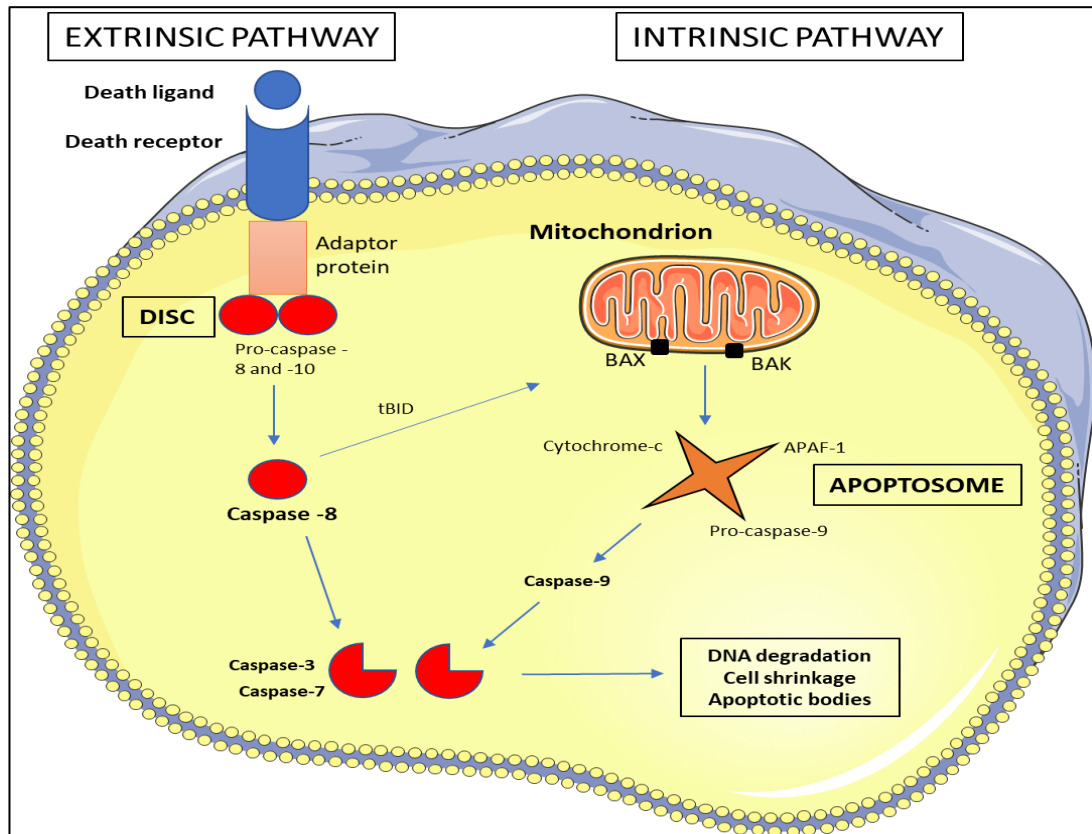 EXTRINSIC PATHWAY
INTRINSIC PATHWAY
Death ligand
Death receptor
Adaptor
protein
Mitochondrion
DISC
Pro-caspase -
8 and -10
BAX
BAK
tBID
Cytochrome-c
APAF-1
APOPTOSOME
Caspase -8
Pro-caspase-9
Caspase-9
Caspase-3
Caspase-7
DNA degradation
Cell shrinkage
Apoptotic bodies